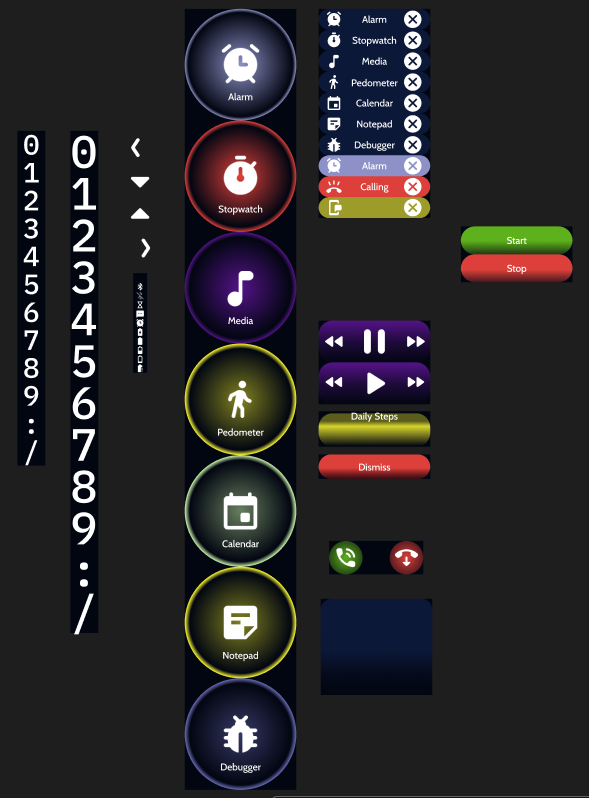 0
1
2
3
4
5
6
7
8
9
:
/
0
1
2
3
4
5
6
7
8
9
:
/
Alarm
Stopwatch
Media
Pedometer
Calendar
Notepad
Debugger
Alarm
Stopwatch
Media
Pedometer
Calendar
Notepad
Debugger
Alarm
Calling
Start
Stop
Daily Steps
Dismiss